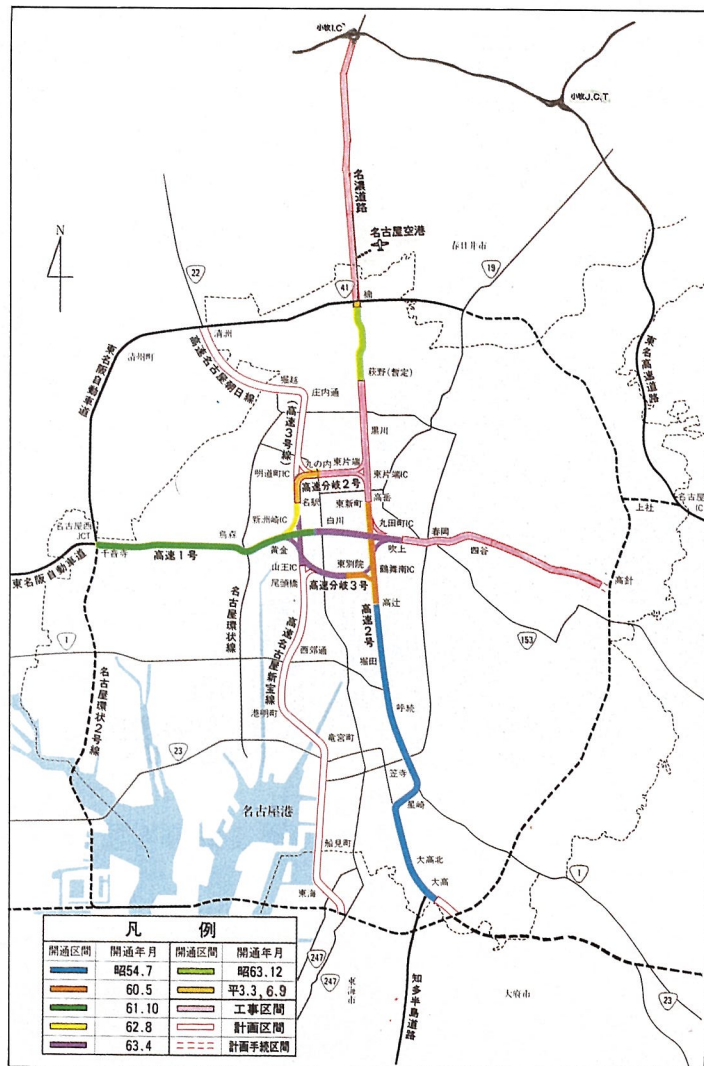 小牧I.C
小牧J.C.T.
名濃道路
N
名古屋空港
春日井市
22
41
19
楠
清州
清州町
東名阪自動車道
高速名古屋朝日線
堀越
庄内通
萩野(暫定)
東名高速道路
(高速3号線)
黒川
丸の内
東片端
明道町IC
東片端IC
高速分岐2号
名駅
東新町
高岳
名古屋西
JCT
新洲崎IC
白川
丸田町IC
春岡
上社
名古屋
IC
千音寺
烏森
高速1号
黄金
吹上
四谷
東名阪自動車道
山王IC
東別院
鶴舞南IC
高針
尾頭橋
高速分岐3号
高辻
1
名古屋環状線
高速名古屋新宝線
高速2号
153
西郊通
堀田
名古屋環状2号線
港明町
呼続
23
竜宮町
笠寺
星崎
名古屋港
船見町
大高北
1
大高
東海
凡 例
開通区間 開通年月 開通区間 開通年月
昭54.7 昭63.12
60.5 平3.3, 6.9
61.10 工事区間
62.8 計画区間
63.4 計画手続区間
247
247
東海市
知多半島道路
大府市
23